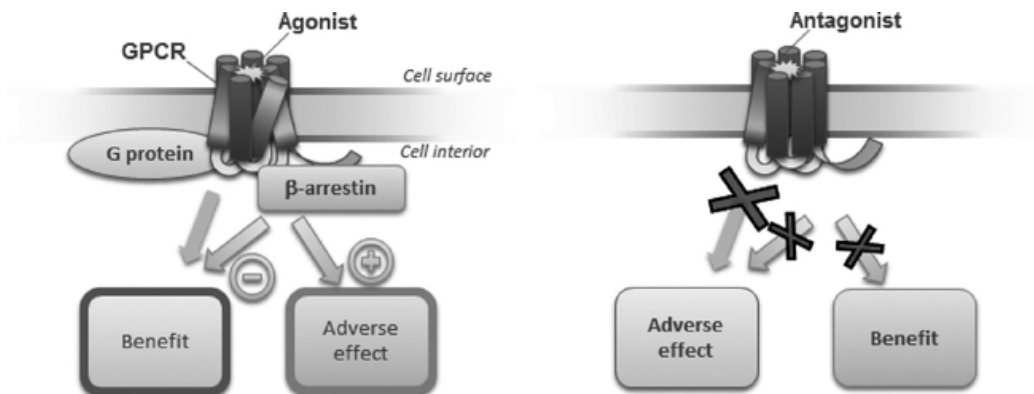 Agonist
GPCR
Cell surface
G protein
Cell interior
β-arrestin
Benefit
Adverse
effect
Antagonist
Adverse
effect
Benefit